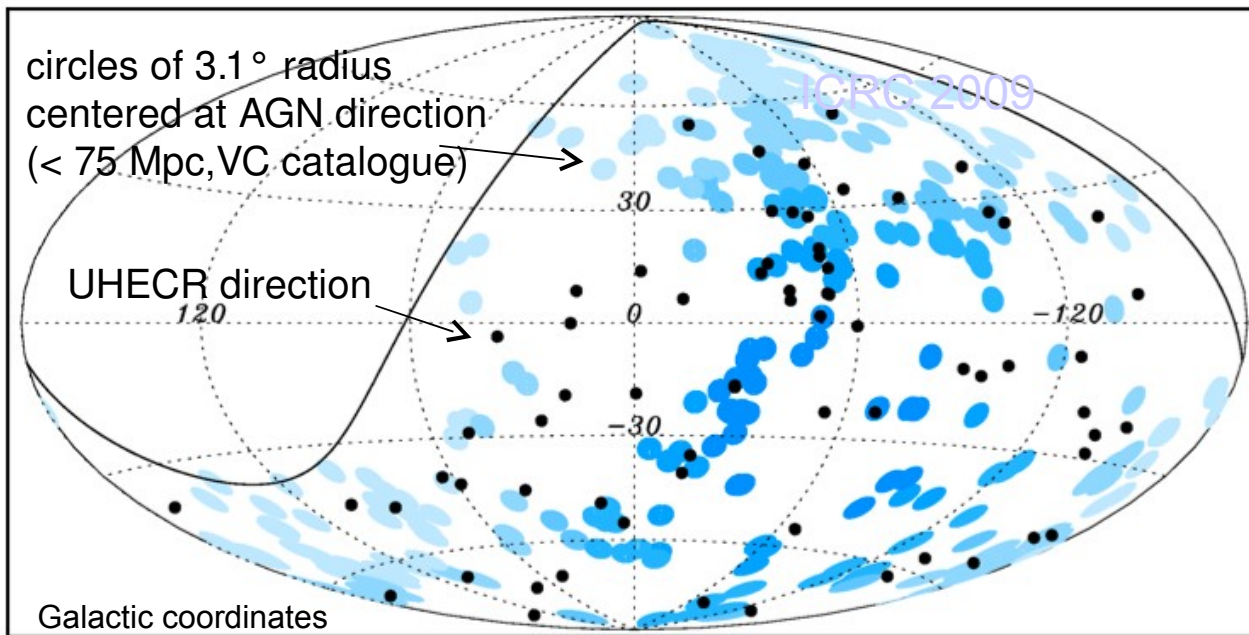 circles of 3.1° radius
centered at AGN direction
(< 75 Mpc,VC catalogue)
ICRC 2009
30
UHECR direction
120
0
-120
-30
Galactic coordinates